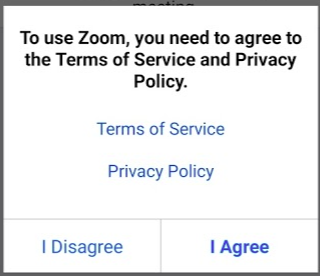 meeting
To use Zoom, you need to agree to
the Terms of Service and Privacy
Policy.
Terms of Service
Privacy Policy
I Disagree
I Agree